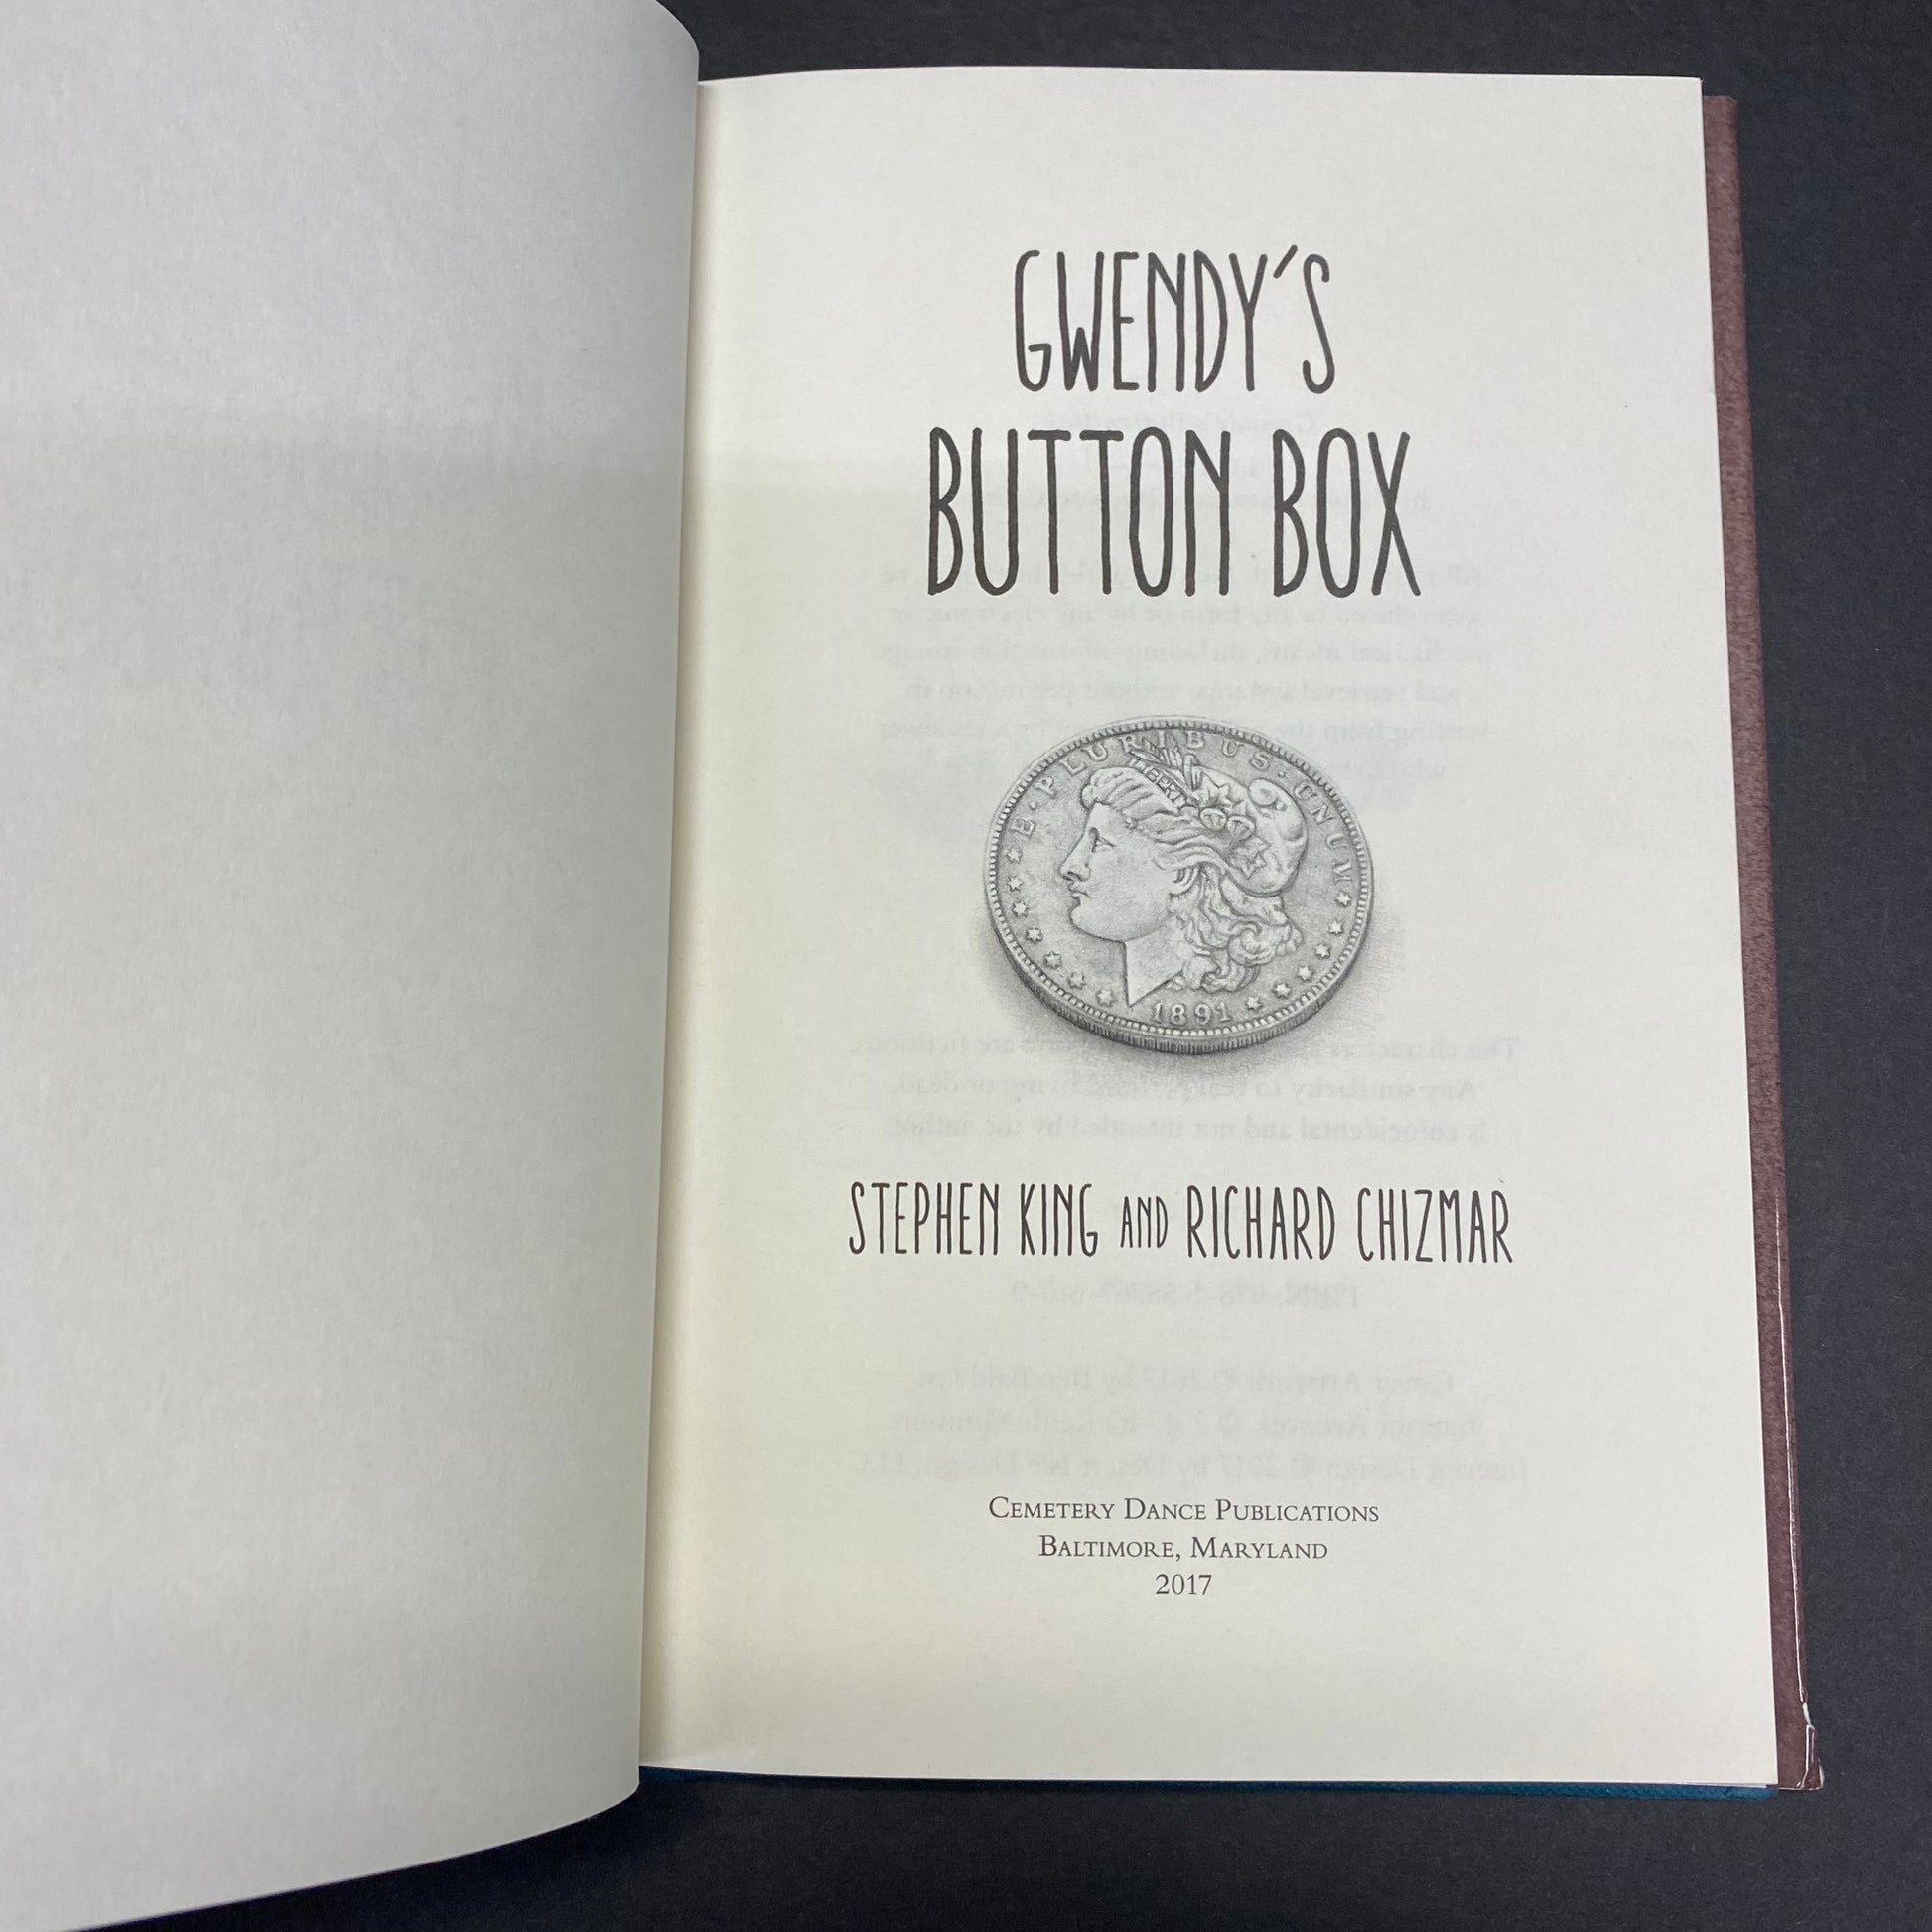 GWENDY'S
BUTTON BOX
E · PLURIBUS · UNUM
LIBERTY
1891
STEPHEN KING AND RICHARD CHIZMAR
CEMETERY DANCE PUBLICATIONS
BALTIMORE, MARYLAND
2017